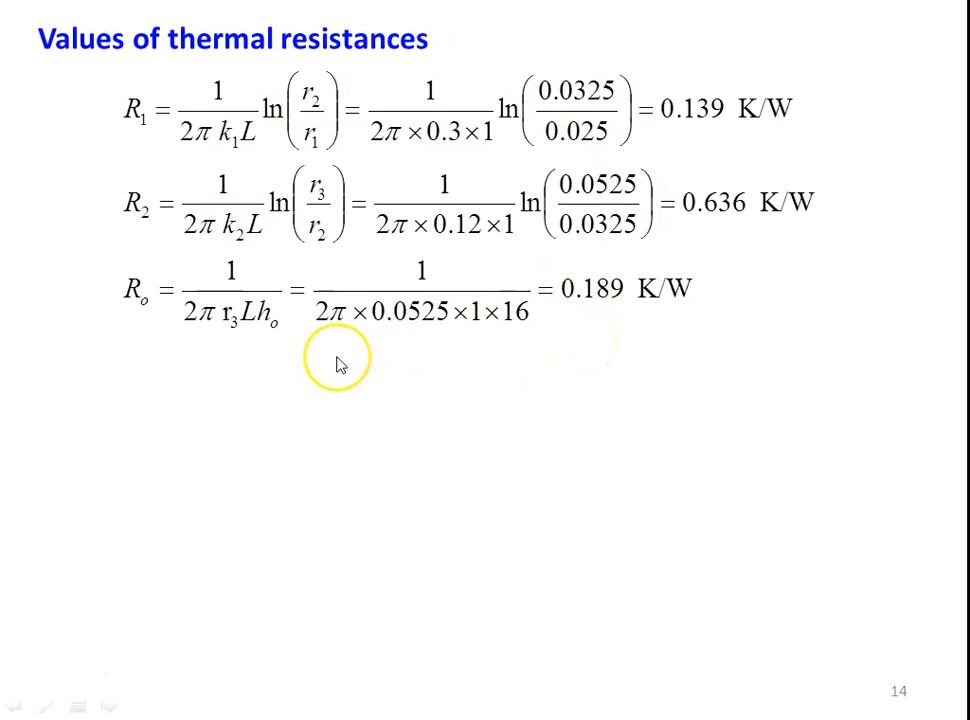 Values of thermal resistances
R₁ = 1/(2π k₁L) ln(r₂/r₁) = 1/(2π × 0.3 × 1) ln(0.0325/0.025) = 0.139 K/W
R₂ = 1/(2π k₂L) ln(r₃/r₂) = 1/(2π × 0.12 × 1) ln(0.0525/0.0325) = 0.636 K/W
Rₒ = 1/(2π r₃Lhₒ) = 1/(2π × 0.0525 × 1 × 16) = 0.189 K/W
14